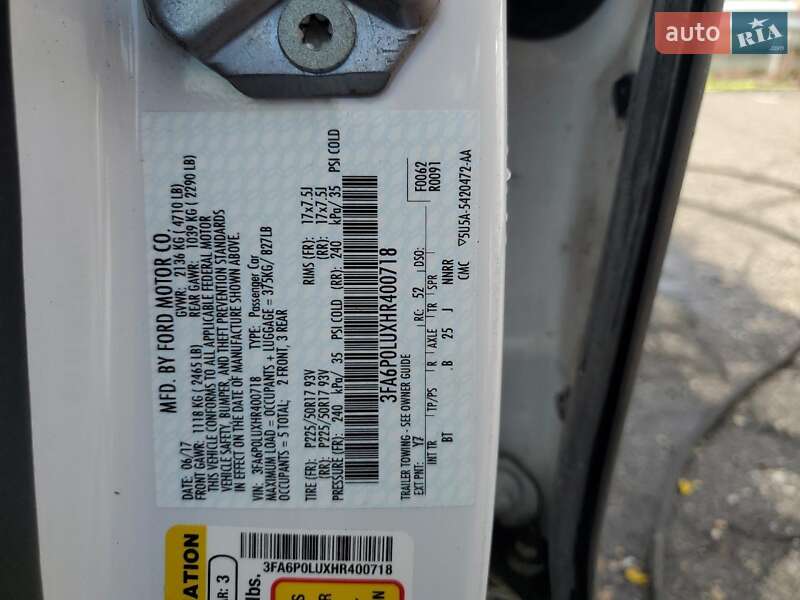 auto RIA .com
MFD. BY FORD MOTOR CO.
DATE: 06/17 GVWR: 2136 KG ( 4710 LB)
FRONT GAWR: 1118 KG ( 2465 LB) REAR GAWR: 1039 KG ( 2290 LB)
THIS VEHICLE CONFORMS TO ALL APPLICABLE FEDERAL MOTOR
VEHICLE SAFETY, BUMPER, AND THEFT PREVENTION STANDARDS
IN EFFECT ON THE DATE OF MANUFACTURE SHOWN ABOVE.
VIN: 3FA6P0LUXHR400718 TYPE: Passenger Car
MAXIMUM LOAD = OCCUPANTS + LUGGAGE = 375KG/ 827LB
OCCUPANTS = 5 TOTAL; 2 FRONT, 3 REAR
TIRE (FR): P225/50R17 93V RIMS (FR): 17x7.5J
(RR): P225/50R17 93V (RR): 17x7.5J
PRESSURE (FR): 240 kPa/ 35 PSI COLD (RR): 240 kPa/ 35 PSI COLD
3FA6P0LUXHR400718
TRAILER TOWING - SEE OWNER GUIDE F0062
R0091
EXT PNT: YZ RC: 52 DSO:
INT TR TP/PS R AXLE TR SPR
BT .B 25 J NNRR
CMC ▽5U5A-5420472-AA
3FA6P0LUXHR400718
ATION
AR: 3
lbs.